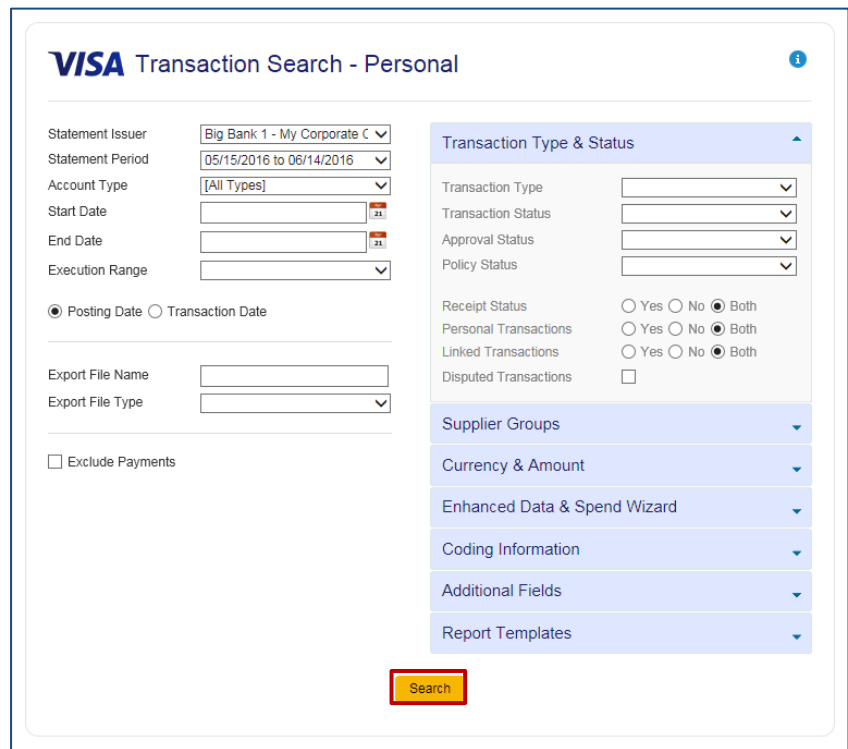 VISA Transaction Search - Personal
Statement Issuer Big Bank 1 - My Corporate C
Statement Period 05/15/2016 to 06/14/2016
Account Type [All Types]
Start Date 21
End Date 21
Execution Range
Posting Date Transaction Date
Export File Name
Export File Type
Exclude Payments
Transaction Type & Status
Transaction Type
Transaction Status
Approval Status
Policy Status
Receipt Status Yes No Both
Personal Transactions Yes No Both
Linked Transactions Yes No Both
Disputed Transactions
Supplier Groups
Currency & Amount
Enhanced Data & Spend Wizard
Coding Information
Additional Fields
Report Templates
Search